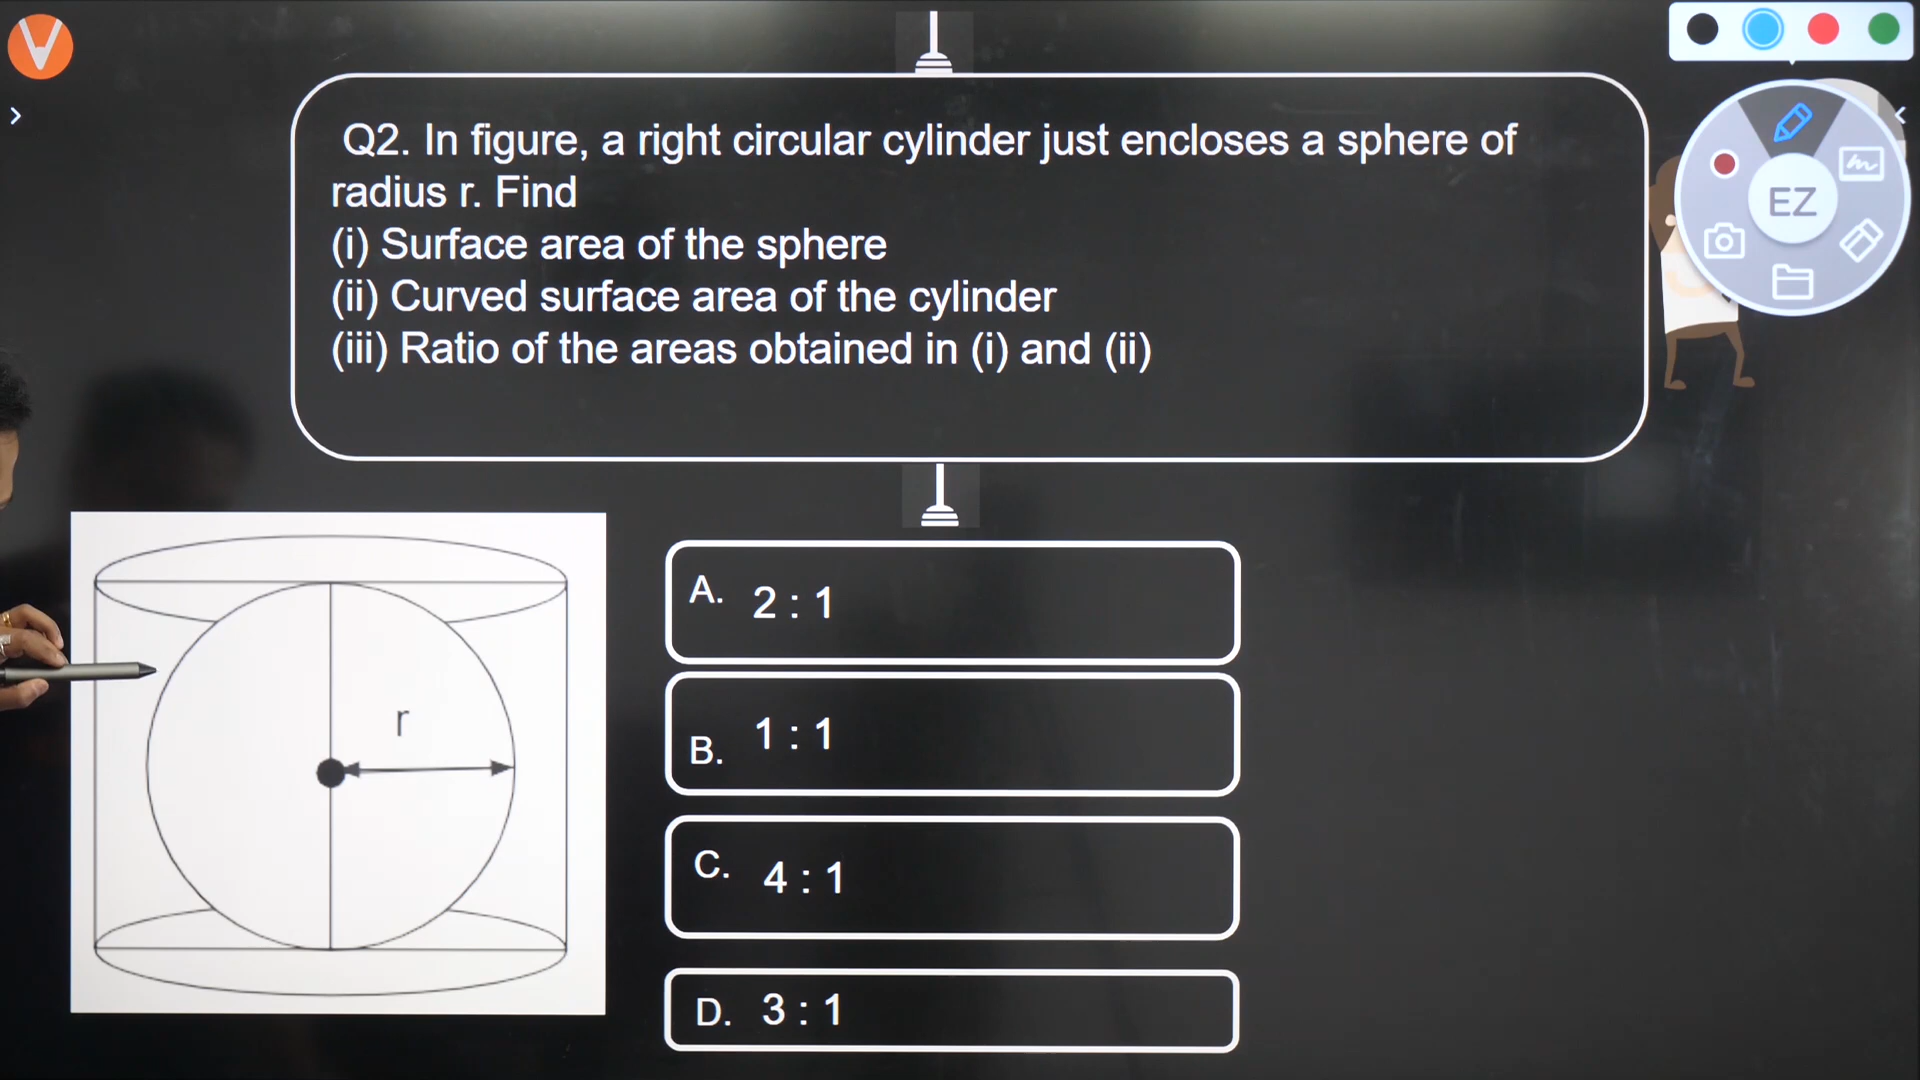 Q2. In figure, a right circular cylinder just encloses a sphere of
radius r. Find
(i) Surface area of the sphere
(ii) Curved surface area of the cylinder
(iii) Ratio of the areas obtained in (i) and (ii)
EZ
r
A. 2 : 1
B. 1 : 1
C. 4 : 1
D. 3 : 1